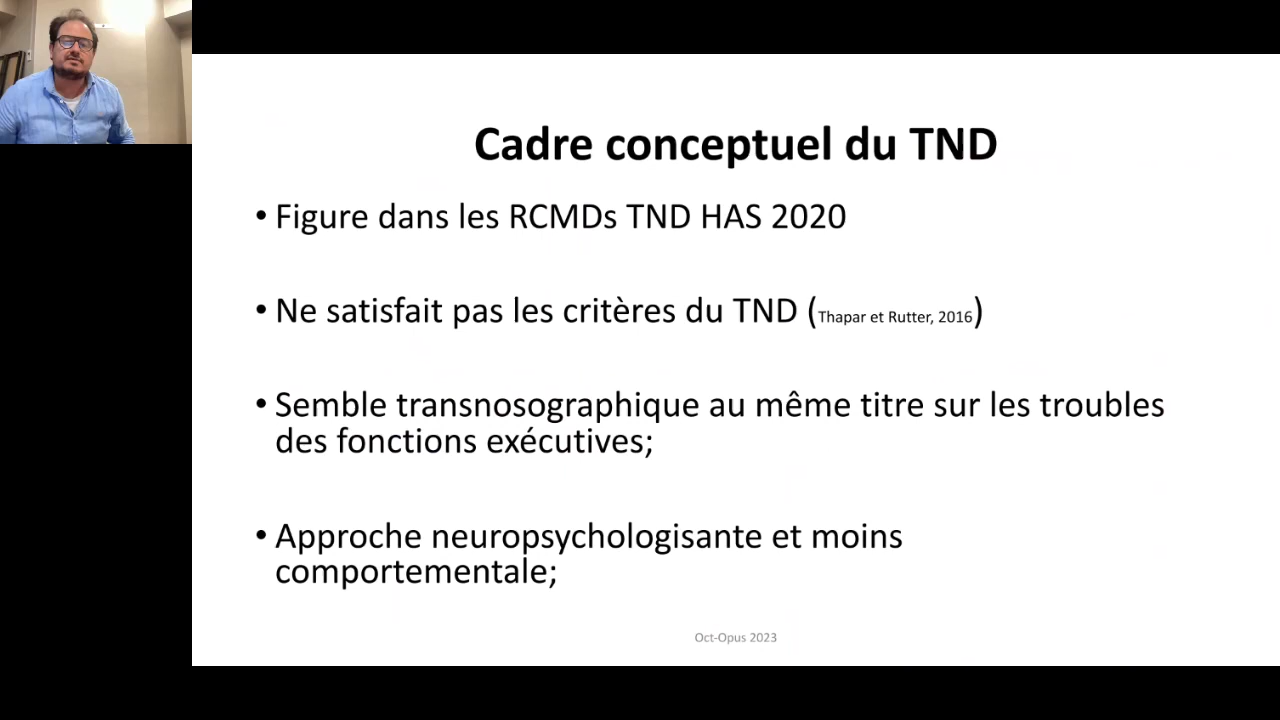 Cadre conceptuel du TND
• Figure dans les RCMDs TND HAS 2020
• Ne satisfait pas les critères du TND (Thapar et Rutter, 2016)
• Semble transnosographique au même titre sur les troubles
des fonctions exécutives;
• Approche neuropsychologisante et moins
comportementale;
Oct-Opus 2023